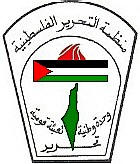 منظمة التحرير الفلسطينية
وحدة وطنية
تعبئة قومية
تحرير